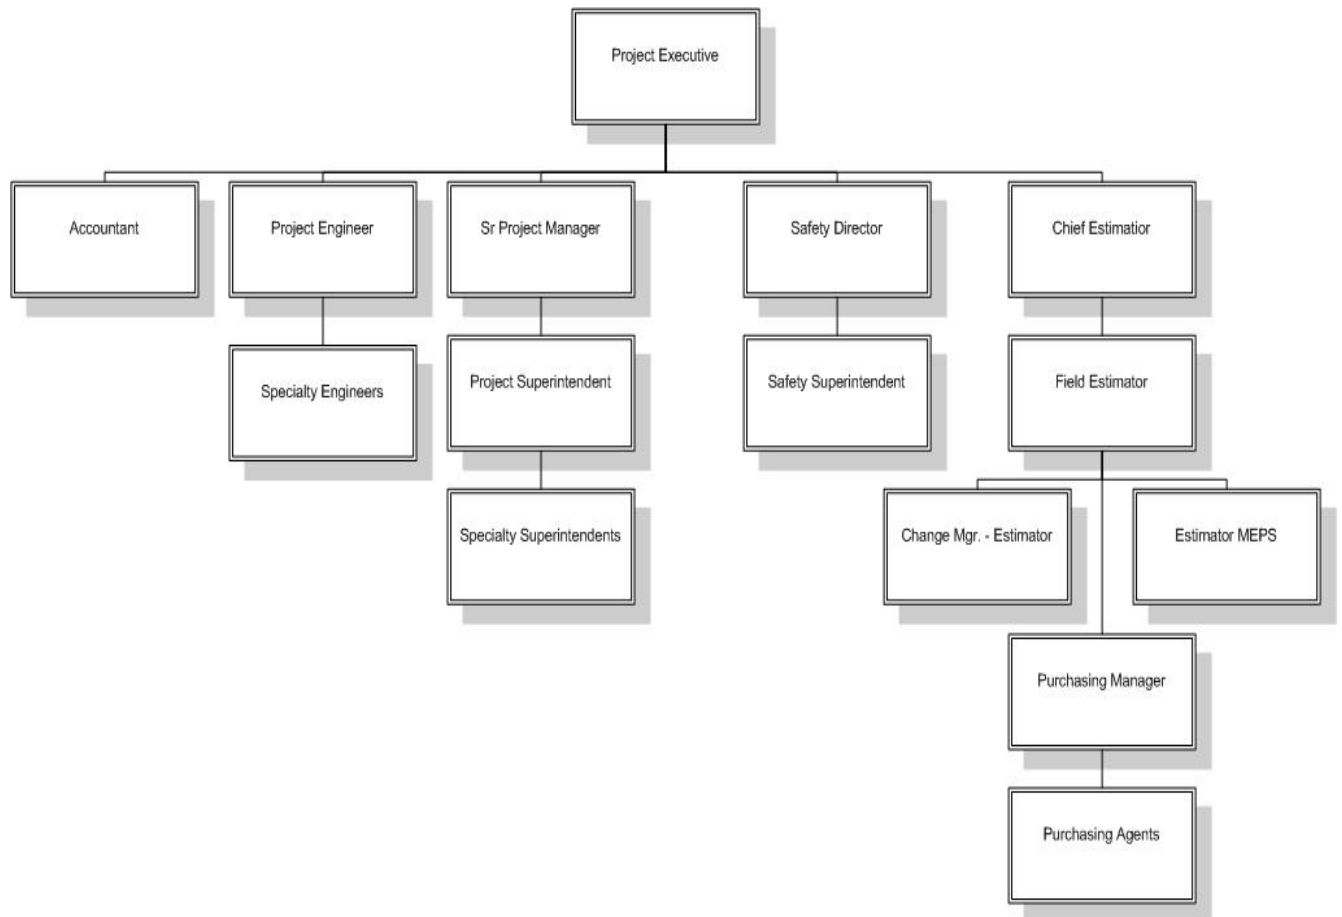 Project Executive
Accountant
Project Engineer
Sr Project Manager
Safety Director
Chief Estimatior
Specialty Engineers
Project Superintendent
Safety Superintendent
Field Estimator
Specialty Superintendents
Change Mgr. - Estimator
Estimator MEPS
Purchasing Manager
Purchasing Agents